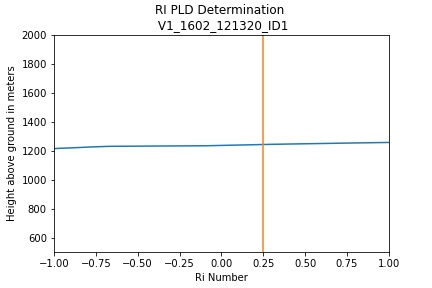 RI PLD Determination
V1_1602_121320_ID1
2000
1800
1600
1400
1200
1000
800
600
Height above ground in meters
−1.00 −0.75 −0.50 −0.25 0.00 0.25 0.50 0.75 1.00
Ri Number